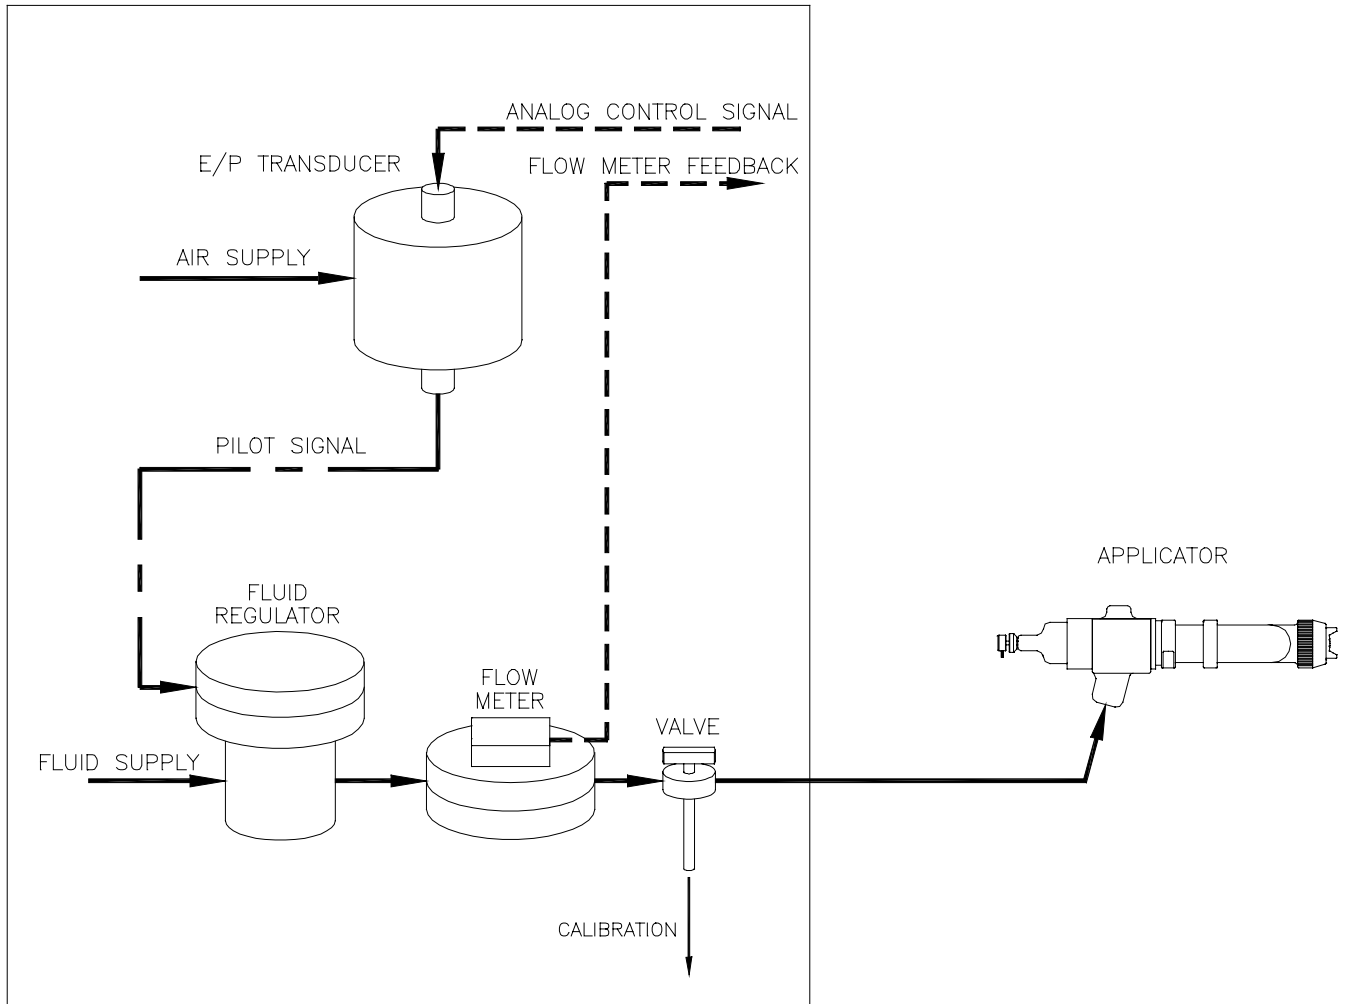 ANALOG CONTROL SIGNAL
E/P TRANSDUCER
FLOW METER FEEDBACK
AIR SUPPLY
PILOT SIGNAL
APPLICATOR
FLUID
REGULATOR
FLOW
METER
VALVE
FLUID SUPPLY
CALIBRATION